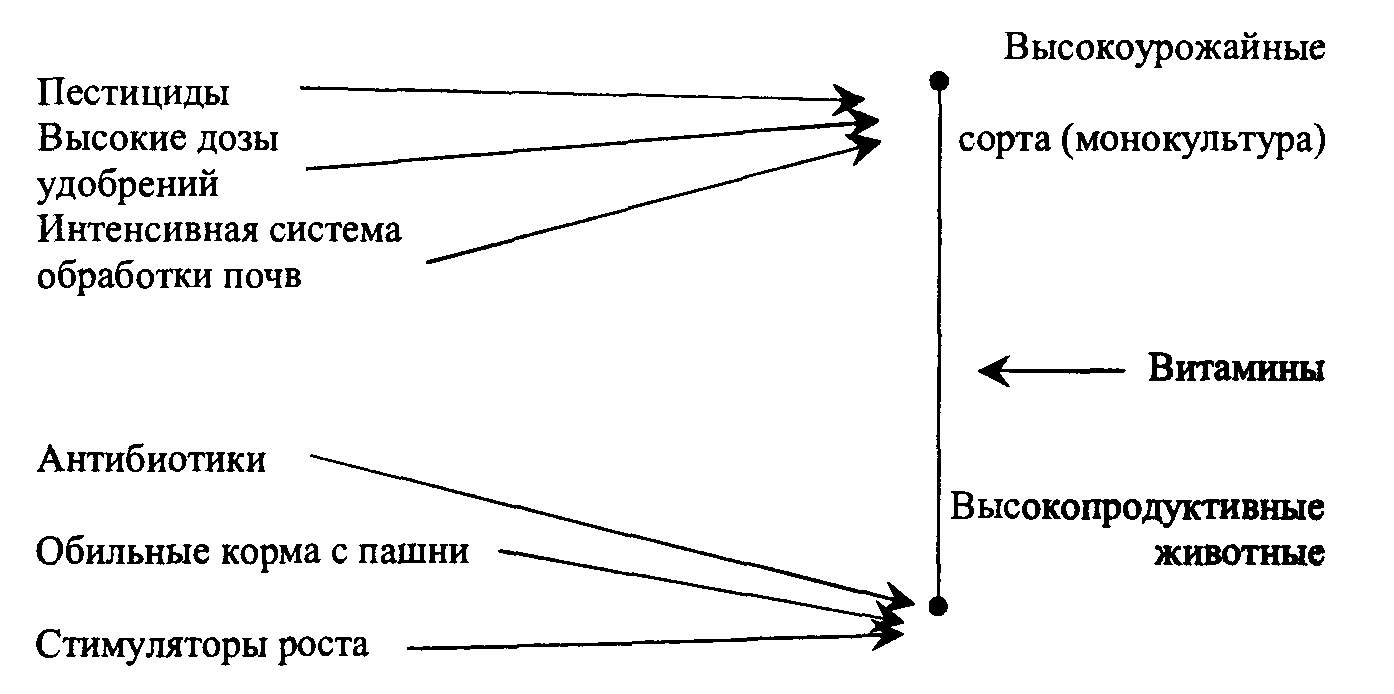 Высокоурожайные
Пестициды
Высокие дозы
сорта (монокультура)
удобрений
Интенсивная система
обработки почв
Витамины
Антибиотики
Высокопродуктивные
Обильные корма с пашни
животные
Стимуляторы роста